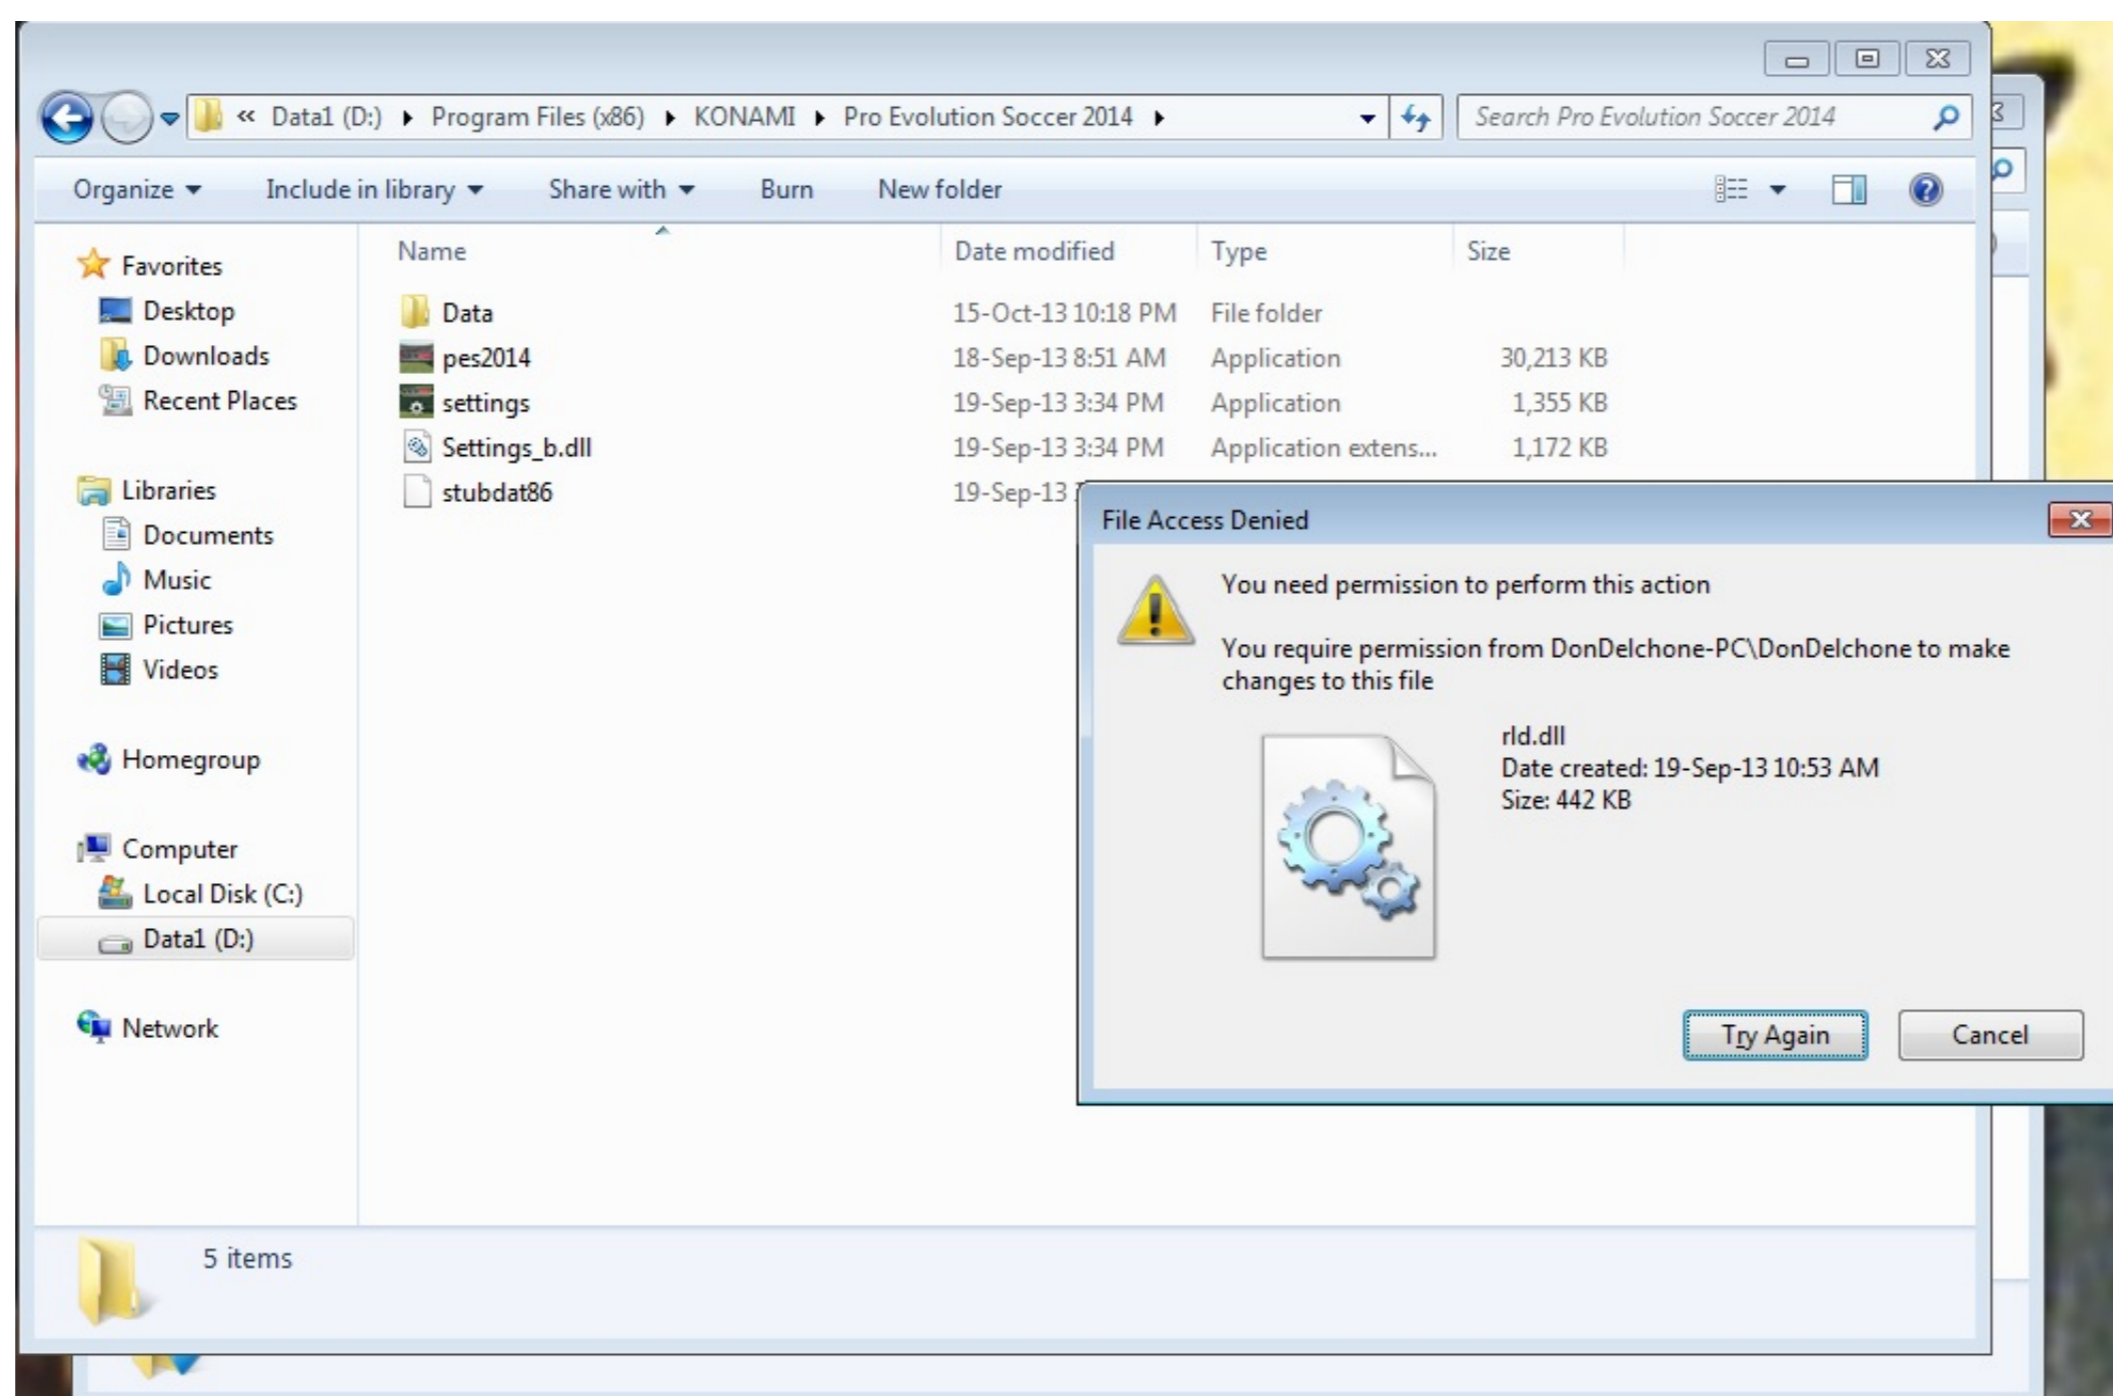 « Data1 (D:) ▸ Program Files (x86) ▸ KONAMI ▸ Pro Evolution Soccer 2014 ▸
Search Pro Evolution Soccer 2014
Organize Include in library Share with Burn New folder
Name Date modified Type Size
Favorites
Desktop
Downloads
Recent Places
Libraries
Documents
Music
Pictures
Videos
Homegroup
Computer
Local Disk (C:)
Data1 (D:)
Network
Data 15-Oct-13 10:18 PM File folder
pes2014 18-Sep-13 8:51 AM Application 30,213 KB
settings 19-Sep-13 3:34 PM Application 1,355 KB
Settings_b.dll 19-Sep-13 3:34 PM Application extens... 1,172 KB
stubdat86 19-Sep-13
File Access Denied
You need permission to perform this action
You require permission from DonDelchone-PC\DonDelchone to make
changes to this file
rld.dll
Date created: 19-Sep-13 10:53 AM
Size: 442 KB
Try Again Cancel
5 items